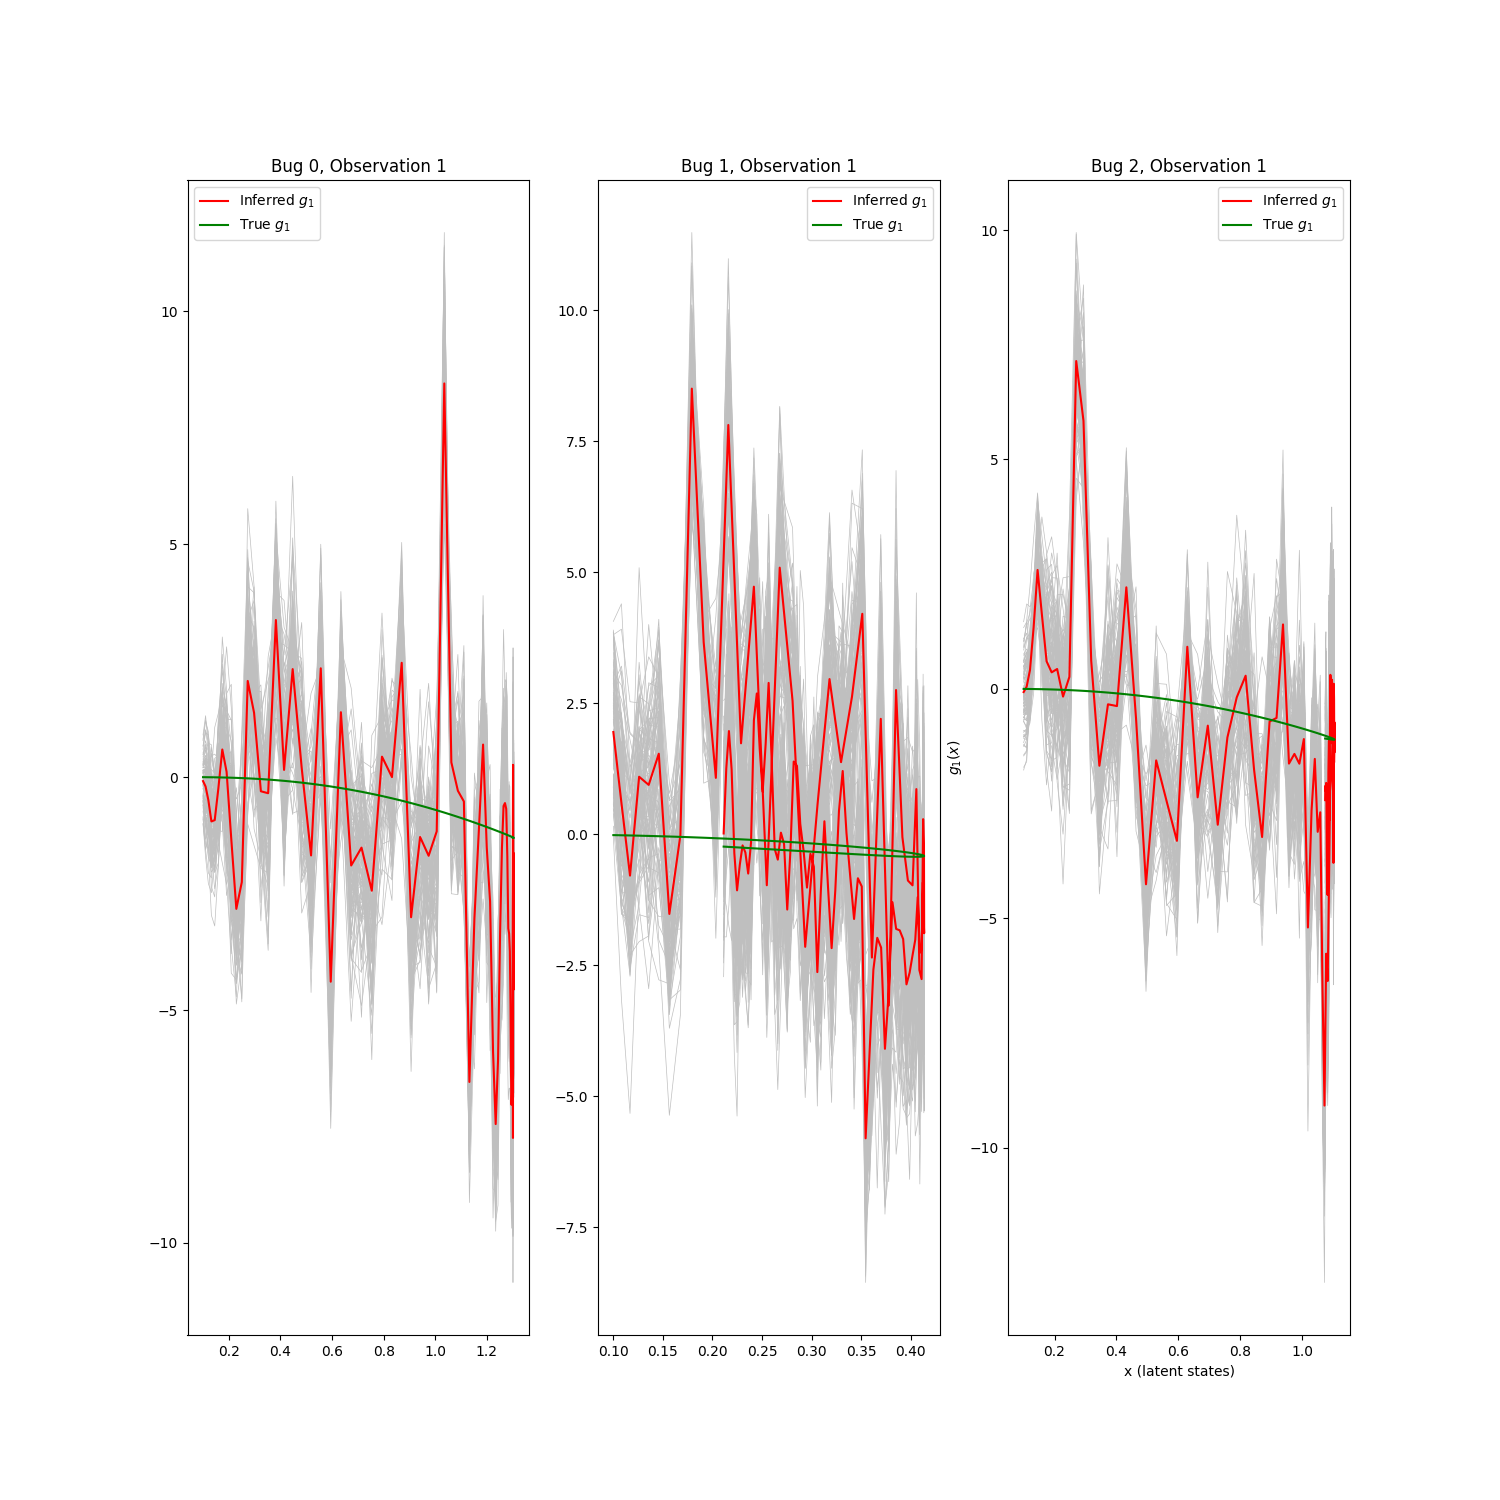 Bug 0, Observation 1
Inferred g₁
True g₁
10
5
0
−5
−10
0.2 0.4 0.6 0.8 1.0 1.2
Bug 1, Observation 1
Inferred g₁
True g₁
10.0
7.5
5.0
2.5
0.0
−2.5
−5.0
−7.5
0.10 0.15 0.20 0.25 0.30 0.35 0.40
Bug 2, Observation 1
Inferred g₁
True g₁
g₁(x)
10
5
0
−5
−10
0.2 0.4 0.6 0.8 1.0
x (latent states)